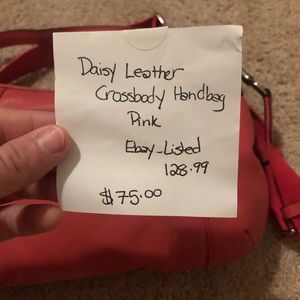 Daisy Leather
Crossbody Handbag
Pink
Ebay-Listed
128.99
$75.00